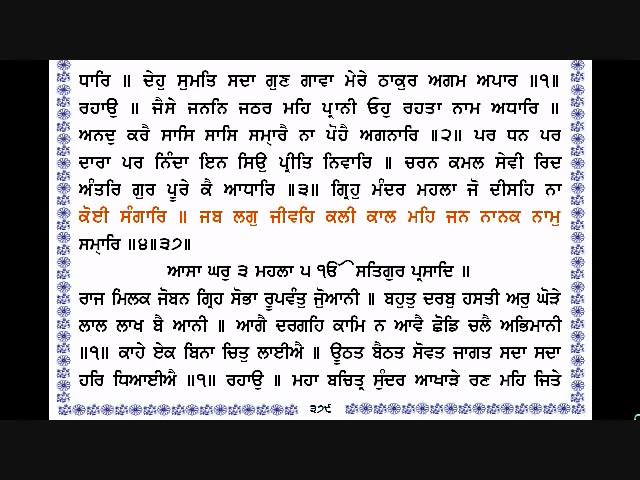 ਧਾਰਿ ॥ ਦੇਹੁ ਸੁਮਤਿ ਸਦਾ ਗੁਣ ਗਾਵਾ ਮੇਰੇ ਠਾਕੁਰ ਅਗਮ ਅਪਾਰ ॥੧॥
ਰਹਾਉ ॥ ਜੈਸੇ ਜਨਨਿ ਜਠਰ ਮਹਿ ਪ੍ਰਾਨੀ ਓਹੁ ਰਹਤਾ ਨਾਮ ਅਧਾਰਿ ॥
ਅਨਦੁ ਕਰੈ ਸਾਸਿ ਸਾਸਿ ਸਮ੍ਹਾਰੈ ਨਾ ਪੋਹੈ ਅਗਨਾਰਿ ॥੨॥ ਪਰ ਧਨ ਪਰ
ਦਾਰਾ ਪਰ ਨਿੰਦਾ ਇਨ ਸਿਉ ਪ੍ਰੀਤਿ ਨਿਵਾਰਿ ॥ ਚਰਨ ਕਮਲ ਸੇਵੀ ਰਿਦ
ਅੰਤਰਿ ਗੁਰ ਪੂਰੇ ਕੈ ਆਧਾਰਿ ॥੩॥ ਗ੍ਰਿਹੁ ਮੰਦਰ ਮਹਲਾ ਜੋ ਦੀਸਹਿ ਨਾ
ਕੋਈ ਸੰਗਾਰਿ ॥ ਜਬ ਲਗੁ ਜੀਵਹਿ ਕਲੀ ਕਾਲ ਮਹਿ ਜਨ ਨਾਨਕ ਨਾਮੁ
ਸਮ੍ਹਾਰਿ ॥੪॥੩੭॥
ਆਸਾ ਘਰੁ ੩ ਮਹਲਾ ੫ ੴ ਸਤਿਗੁਰ ਪ੍ਰਸਾਦਿ ॥
ਰਾਜ ਮਿਲਕ ਜੋਬਨ ਗ੍ਰਿਹ ਸੋਭਾ ਰੂਪਵੰਤੁ ਜੋੁਆਨੀ ॥ ਬਹੁਤੁ ਦਰਬੁ ਹਸਤੀ ਅਰੁ ਘੋੜੇ
ਲਾਲ ਲਾਖ ਬੈ ਆਨੀ ॥ ਆਗੈ ਦਰਗਹਿ ਕਾਮਿ ਨ ਆਵੈ ਛੋਡਿ ਚਲੈ ਅਭਿਮਾਨੀ
॥੧॥ ਕਾਹੇ ਏਕ ਬਿਨਾ ਚਿਤੁ ਲਾਈਐ ॥ ਊਠਤ ਬੈਠਤ ਸੋਵਤ ਜਾਗਤ ਸਦਾ ਸਦਾ
ਹਰਿ ਧਿਆਈਐ ॥੧॥ ਰਹਾਉ ॥ ਮਹਾ ਬਚਿਤ੍ਰ ਸੁੰਦਰ ਆਖਾੜੇ ਰਣ ਮਹਿ ਜਿਤੇ
੩੭੯